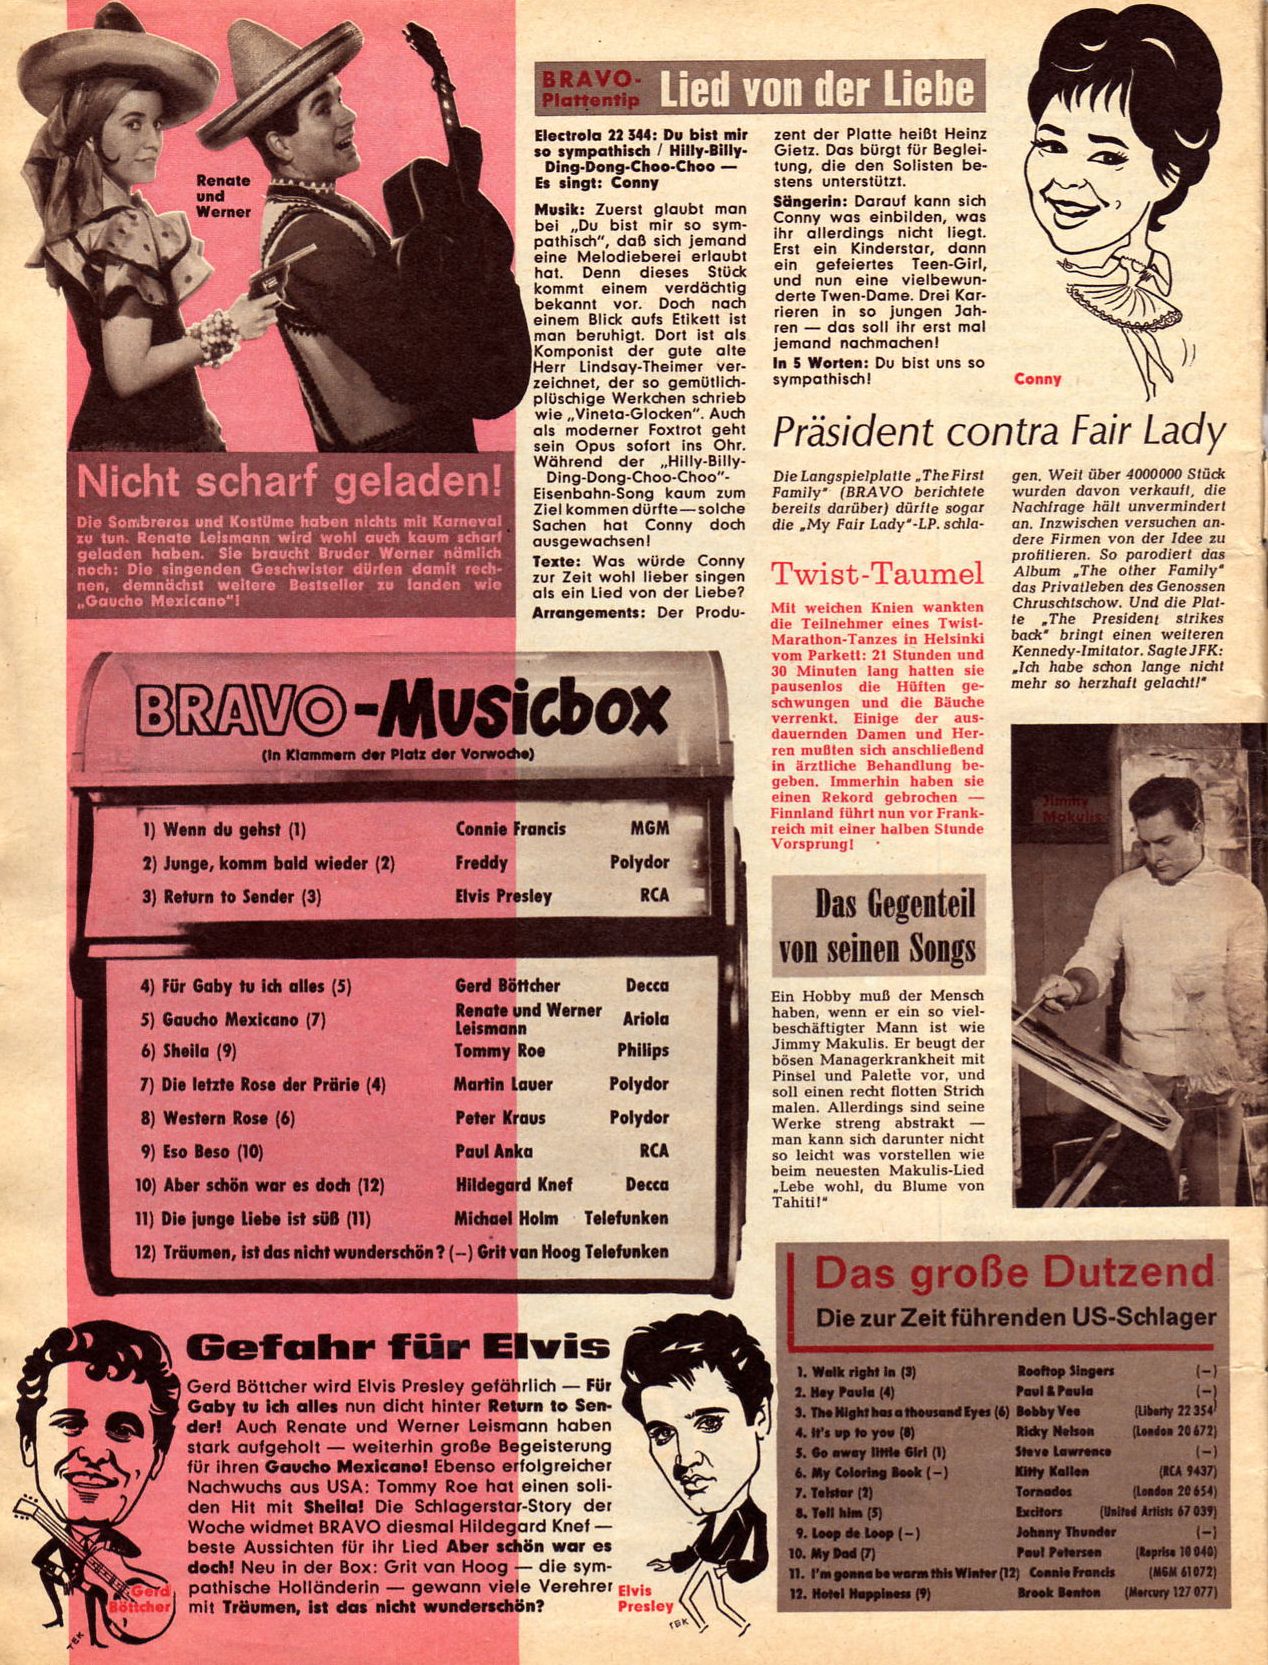 Renate
und
Werner
Nicht scharf geladen!
Die Sombreros und Kostüme haben nichts mit Karneval
zu tun. Renate Leismann wird wohl auch kaum scharf
geladen haben. Sie braucht Bruder Werner nämlich
noch: Die singenden Geschwister dürfen damit rech-
nen, demnächst weitere Bestseller zu landen wie
„Gaucho Mexicano"!
BRAVO-
Plattentip
Lied von der Liebe
Electrola 22 344: Du bist mir
so sympathisch / Hilly-Billy-
Ding-Dong-Choo-Choo —
Es singt: Conny
Musik: Zuerst glaubt man
bei „Du bist mir so sym-
pathisch", daß sich jemand
eine Melodieberei erlaubt
hat. Denn dieses Stück
kommt einem verdächtig
bekannt vor. Doch nach
einem Blick aufs Etikett ist
man beruhigt. Dort ist als
Komponist der gute alte
Herr Lindsay-Theimer ver-
zeichnet, der so gemütlich-
plüschige Werkchen schrieb
wie „Vineta-Glocken". Auch
als moderner Foxtrot geht
sein Opus sofort ins Ohr.
Während der „Hilly-Billy-
Ding-Dong-Choo-Choo"-
Eisenbahn-Song kaum zum
Ziel kommen dürfte — solche
Sachen hat Conny doch
ausgewachsen!
Texte: Was würde Conny
zur Zeit wohl lieber singen
als ein Lied von der Liebe?
Arrangements: Der Produ-
zent der Platte heißt Heinz
Gietz. Das bürgt für Beglei-
tung, die den Solisten be-
stens unterstützt.
Sängerin: Darauf kann sich
Conny was einbilden, was
ihr allerdings nicht liegt.
Erst ein Kinderstar, dann
ein gefeiertes Teen-Girl,
und nun eine vielbewun-
derte Twen-Dame. Drei Kar-
rieren in so jungen Jah-
ren — das soll ihr erst mal
jemand nachmachen!
In 5 Worten: Du bist uns so
sympathisch!
Conny
Präsident contra Fair Lady
Die Langspielplatte „The First
Family" (BRAVO berichtete
bereits darüber) dürfte sogar
die „My Fair Lady"-LP. schla-
gen. Weit über 4000000 Stück
wurden davon verkauft, die
Nachfrage hält unvermindert
an. Inzwischen versuchen an-
dere Firmen von der Idee zu
profitieren. So parodiert das
Album „The other Family"
das Privatleben des Genossen
Chruschtschow. Und die Plat-
te „The President strikes
back" bringt einen weiteren
Kennedy-Imitator. Sagte JFK:
„Ich habe schon lange nicht
mehr so herzhaft gelacht!"
Twist-Taumel
Mit weichen Knien wankten
die Teilnehmer eines Twist-
Marathon-Tanzes in Helsinki
vom Parkett: 21 Stunden und
30 Minuten lang hatten sie
pausenlos die Hüften ge-
schwungen und die Bäuche
verrenkt. Einige der aus-
dauernden Damen und Her-
ren mußten sich anschließend
in ärztliche Behandlung be-
geben. Immerhin haben sie
einen Rekord gebrochen —
Finnland führt nun vor Frank-
reich mit einer halben Stunde
Vorsprung!
Das Gegenteil
von seinen Songs
Ein Hobby muß der Mensch
haben, wenn er ein so viel-
beschäftigter Mann ist wie
Jimmy Makulis. Er beugt der
bösen Managerkrankheit mit
Pinsel und Palette vor, und
soll einen recht flotten Strich
malen. Allerdings sind seine
Werke streng abstrakt —
man kann sich darunter nicht
so leicht was vorstellen wie
beim neuesten Makulis-Lied
„Lebe wohl, du Blume von
Tahiti!"
Jimmy
Makulis
BRAVO-Musicbox
(In Klammern der Platz der Vorwoche)
1) Wenn du gehst (1) Connie Francis MGM
2) Junge, komm bald wieder (2) Freddy Polydor
3) Return to Sender (3) Elvis Presley RCA
4) Für Gaby tu ich alles (5) Gerd Böttcher Decca
5) Gaucho Mexicano (7) Renate und Werner Leismann Ariola
6) Sheila (9) Tommy Roe Philips
7) Die letzte Rose der Prärie (4) Martin Lauer Polydor
8) Western Rose (6) Peter Kraus Polydor
9) Eso Beso (10) Paul Anka RCA
10) Aber schön war es doch (12) Hildegard Knef Decca
11) Die junge Liebe ist süß (11) Michael Holm Telefunken
12) Träumen, ist das nicht wunderschön? (—) Grit van Hoog Telefunken
Gefahr für Elvis
Gerd Böttcher wird Elvis Presley gefährlich — Für
Gaby tu ich alles nun dicht hinter Return to Sen-
der! Auch Renate und Werner Leismann haben
stark aufgeholt — weiterhin große Begeisterung
für ihren Gaucho Mexicano! Ebenso erfolgreicher
Nachwuchs aus USA: Tommy Roe hat einen soli-
den Hit mit Sheila! Die Schlagerstar-Story der
Woche widmet BRAVO diesmal Hildegard Knef —
beste Aussichten für ihr Lied Aber schön war es
doch! Neu in der Box: Grit van Hoog — die sym-
pathische Holländerin — gewann viele Verehrer
mit Träumen, ist das nicht wunderschön?
Gerd
Böttcher
TEK
Elvis
Presley
TEK
Das große Dutzend
Die zur Zeit führenden US-Schlager
1. Walk right in (3) Rooftop Singers (—)
2. Hey Paula (4) Paul & Paula (—)
3. The Night has a thousand Eyes (6) Bobby Vee (Liberty 22 354)
4. It's up to you (8) Ricky Nelson (London 20 672)
5. Go away little Girl (1) Steve Lawrence (—)
6. My Coloring Book (—) Kitty Kallen (RCA 9437)
7. Telstar (2) Tornados (London 20 654)
8. Tell him (5) Excitors (United Artists 67 039)
9. Loop de Loop (—) Johnny Thunder (—)
10. My Dad (7) Paul Petersen (Reprise 10 040)
11. I'm gonna be warm this Winter (12) Connie Francis (MGM 61 072)
12. Hotel Happiness (9) Brook Benton (Mercury 127 077)